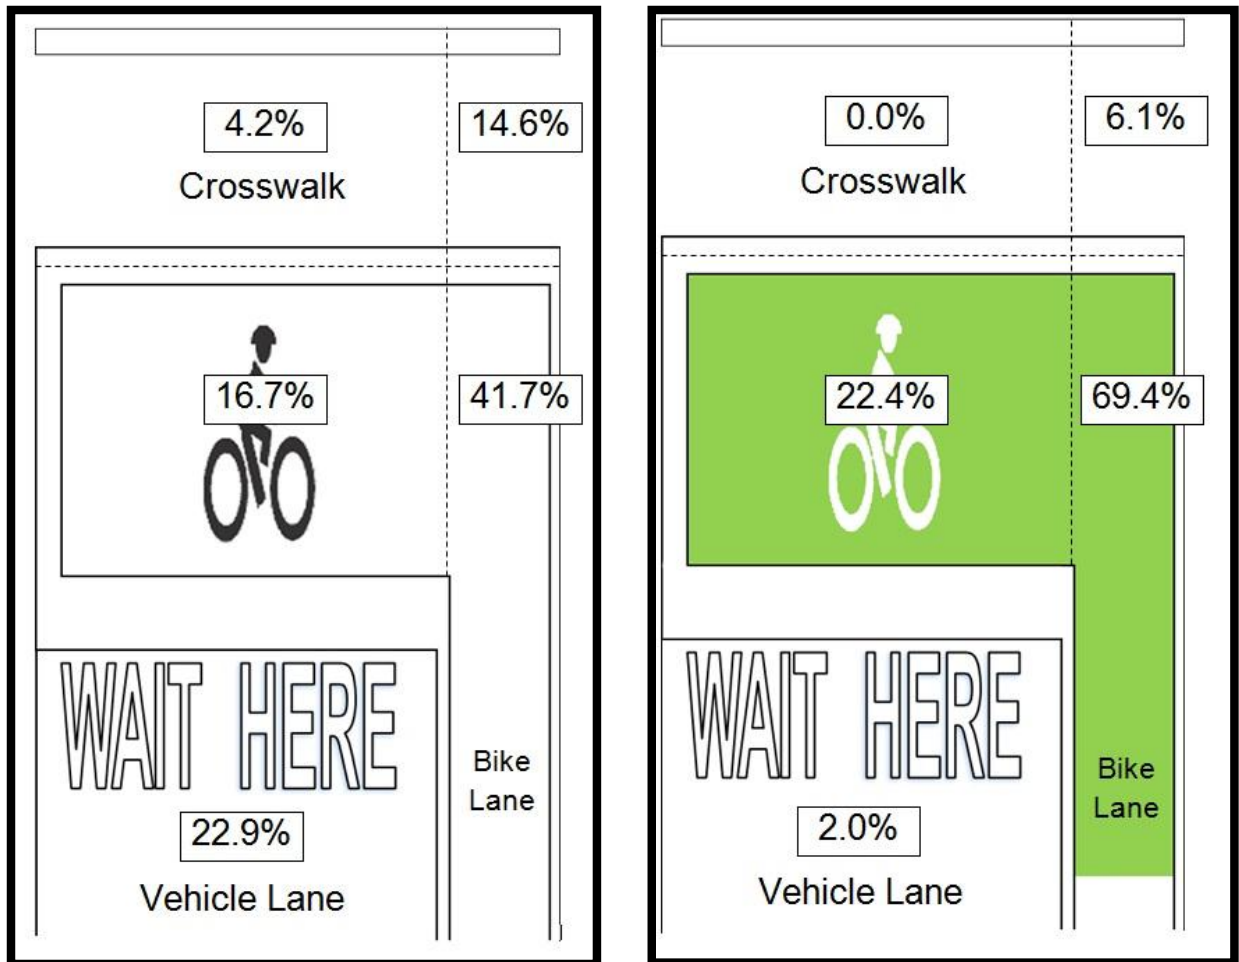 4.2%
14.6%
Crosswalk
16.7%
41.7%
WAIT HERE
Bike
Lane
22.9%
Vehicle Lane
0.0%
6.1%
Crosswalk
22.4%
69.4%
WAIT HERE
Bike
Lane
2.0%
Vehicle Lane